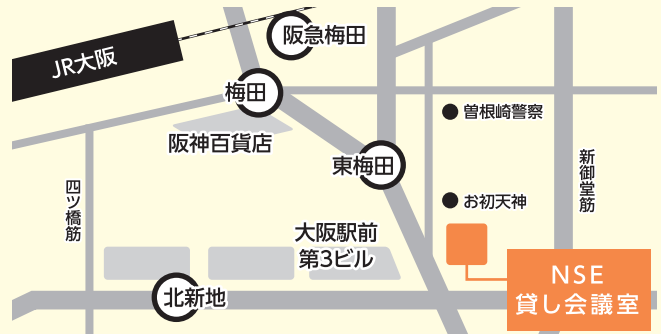 阪急梅田
JR大阪
梅田
曽根崎警察
阪神百貨店
東梅田
新御堂筋
四ツ橋筋
お初天神
大阪駅前
第3ビル
NSE
貸し会議室
北新地